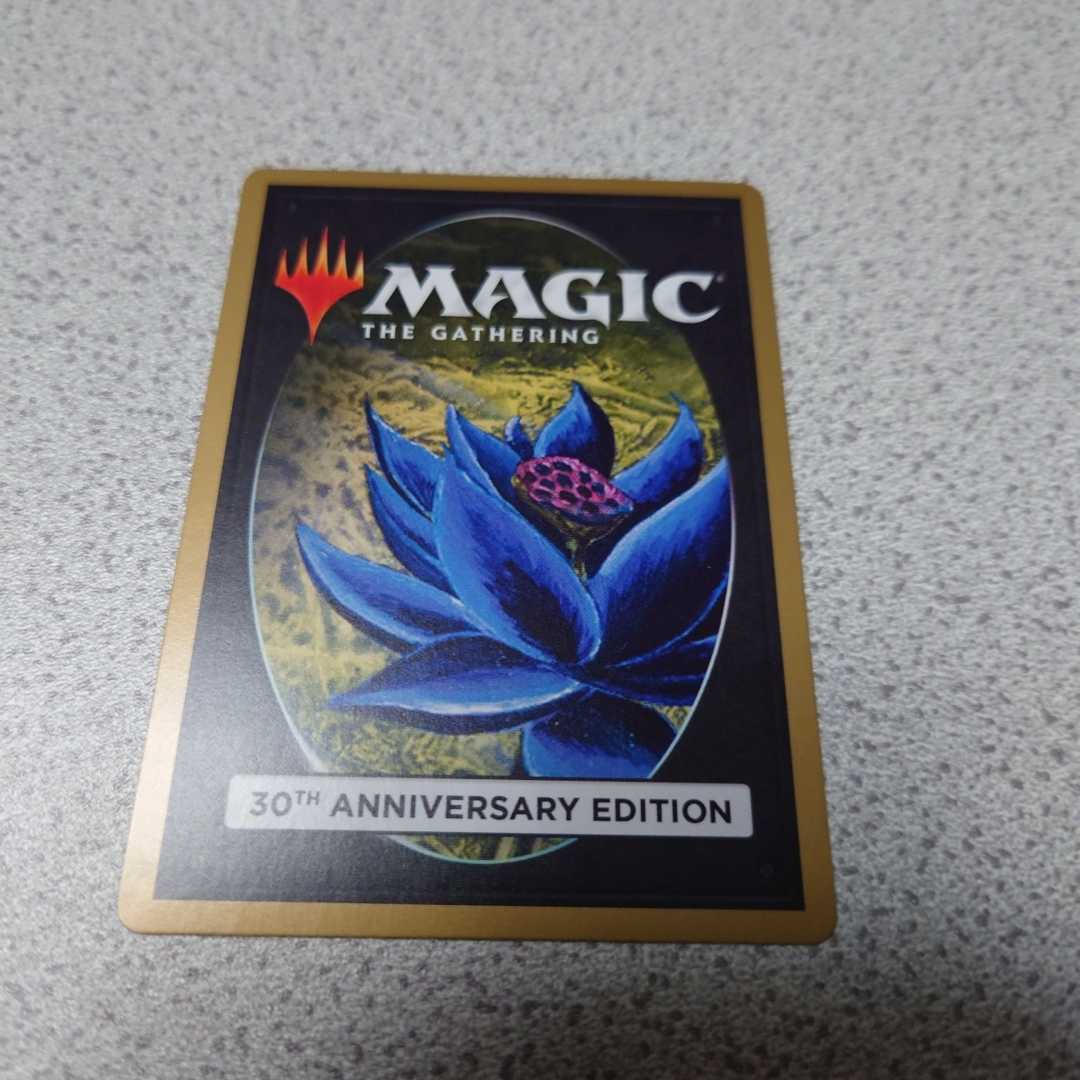 MAGIC
THE GATHERING
30TH ANNIVERSARY EDITION